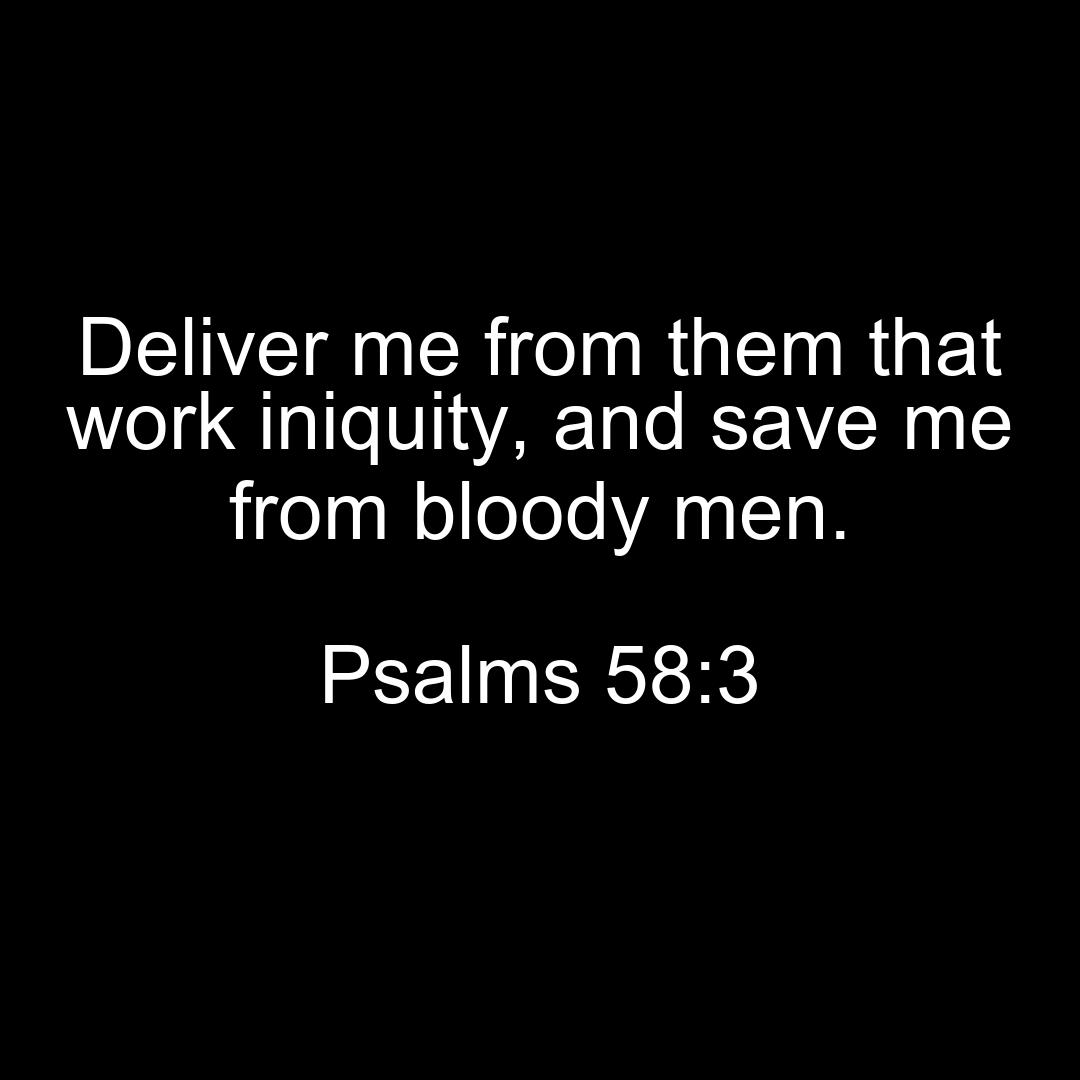 Deliver me from them that
work iniquity, and save me
from bloody men.
Psalms 58:3